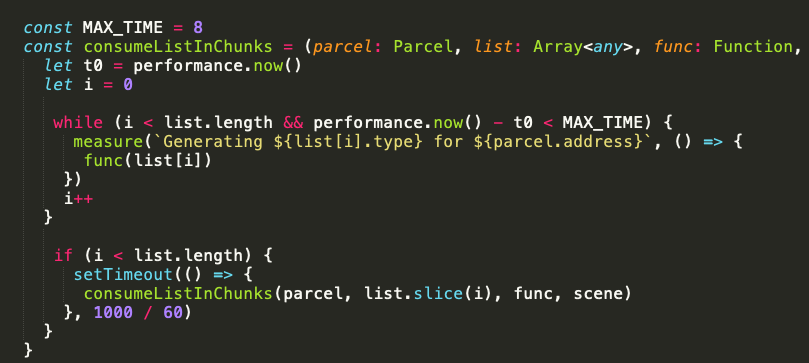 const MAX_TIME = 8
const consumeListInChunks = (parcel: Parcel, list: Array<any>, func: Function,
let t0 = performance.now()
let i = 0
while (i < list.length && performance.now() - t0 < MAX_TIME) {
measure(`Generating ${list[i].type} for ${parcel.address}`, () => {
func(list[i])
})
i++
}
if (i < list.length) {
setTimeout(() => {
consumeListInChunks(parcel, list.slice(i), func, scene)
}, 1000 / 60)
}
}